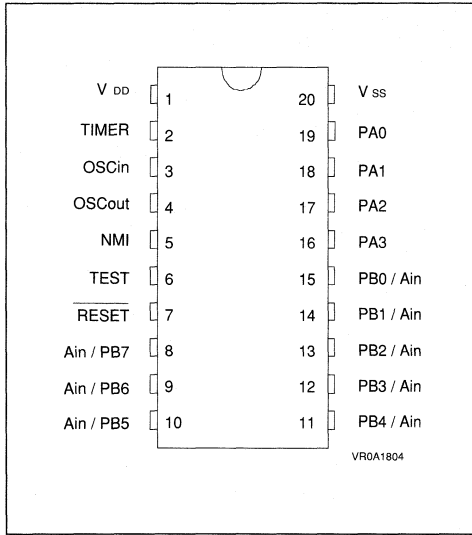 V DD 1 20 V SS
TIMER 2 19 PA0
OSCin 3 18 PA1
OSCout 4 17 PA2
NMI 5 16 PA3
TEST 6 15 PB0 / Ain
RESET 7 14 PB1 / Ain
Ain / PB7 8 13 PB2 / Ain
Ain / PB6 9 12 PB3 / Ain
Ain / PB5 10 11 PB4 / Ain
VR0A1804